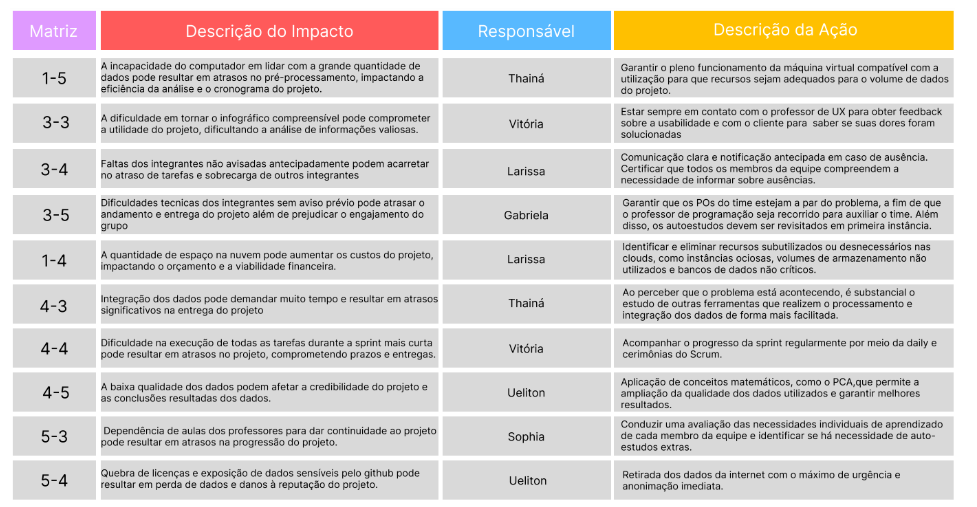 Matriz
Descrição do Impacto
Responsável
Descrição da Ação
1-5
A incapacidade do computador em lidar com a grande quantidade de
dados pode resultar em atrasos no pré-processamento, impactando a
eficiência da análise e o cronograma do projeto.
Thainá
Garantir o pleno funcionamento da máquina virtual compatível com a
utilização para que recursos sejam adequados para o volume de dados
do projeto.
3-3
A dificuldade em tornar o infográfico compreensível pode comprometer
a utilidade do projeto, dificultando a análise de informações valiosas.
Vitória
Estar sempre em contato com o professor de UX para obter feedback
sobre a usabilidade e com o cliente para saber se suas dores foram
solucionadas
3-4
Faltas dos integrantes não avisadas antecipadamente podem acarretar
no atraso de tarefas e sobrecarga de outros integrantes
Larissa
Comunicação clara e notificação antecipada em caso de ausência.
Certificar que todos os membros da equipe compreendem a
necessidade de informar sobre ausências.
3-5
Dificuldades tecnicas dos integrantes sem aviso prévio pode atrasar o
andamento e entrega do projeto além de prejudicar o engajamento do
grupo
Gabriela
Garantir que os POs do time estejam a par do problema, a fim de que
o professor de programação seja recorrido para auxiliar o time. Além
disso, os autoestudos devem ser revisitados em primeira instância.
1-4
A quantidade de espaço na nuvem pode aumentar os custos do projeto,
impactando o orçamento e a viabilidade financeira.
Larissa
Identificar e eliminar recursos subutilizados ou desnecessários nas
clouds, como instâncias ociosas, volumes de armazenamento não
utilizados e bancos de dados não críticos.
4-3
Integração dos dados pode demandar muito tempo e resultar em atrasos
significativos na entrega do projeto
Thainá
Ao perceber que o problema está acontecendo, é substancial o
estudo de outras ferramentas que realizem o processamento e
integração dos dados de forma mais facilitada.
4-4
Dificuldade na execução de todas as tarefas durante a sprint mais curta
pode resultar em atrasos no projeto, comprometendo prazos e entregas.
Vitória
Acompanhar o progresso da sprint regularmente por meio da daily e
cerimônias do Scrum.
4-5
A baixa qualidade dos dados podem afetar a credibilidade do projeto e
as conclusões resultadas dos dados.
Ueliton
Aplicação de conceitos matemáticos, como o PCA,que permite a
ampliação da qualidade dos dados utilizados e garantir melhores
resultados.
5-3
Dependência de aulas dos professores para dar continuidade ao projeto
pode resultar em atrasos na progressão do projeto.
Sophia
Conduzir uma avaliação das necessidades individuais de aprendizado
de cada membro da equipe e identificar se há necessidade de auto-
estudos extras.
5-4
Quebra de licenças e exposição de dados sensíveis pelo github pode
resultar em perda de dados e danos à reputação do projeto.
Ueliton
Retirada dos dados da internet com o máximo de urgência e
anonimação imediata.